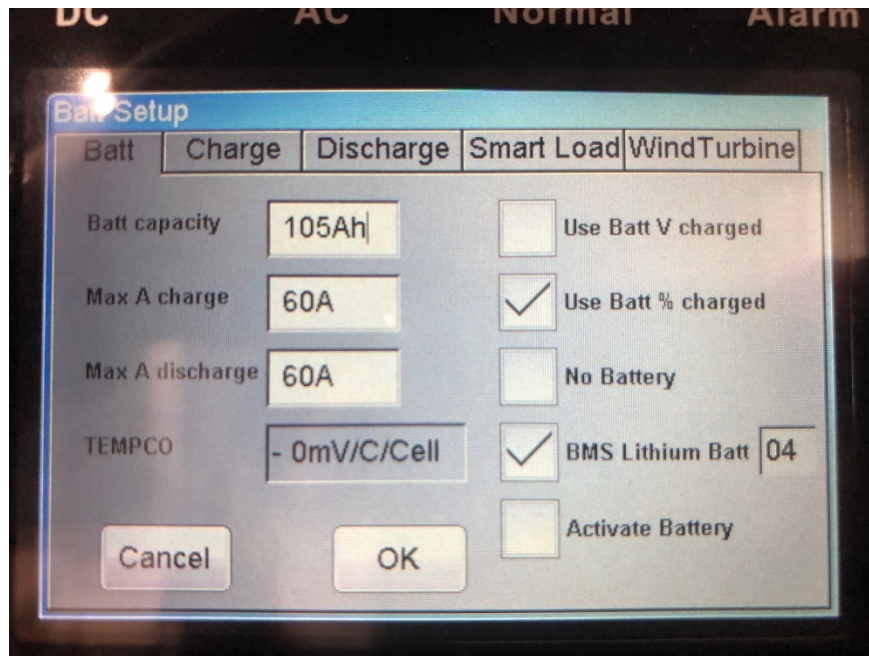 DC AC Normal Alarm
Batt Setup
Batt Charge Discharge Smart Load WindTurbine
Batt capacity 105Ah Use Batt V charged
Max A charge 60A Use Batt % charged
Max A discharge 60A No Battery
TEMPCO - 0mV/C/Cell BMS Lithium Batt 04
Activate Battery
Cancel OK